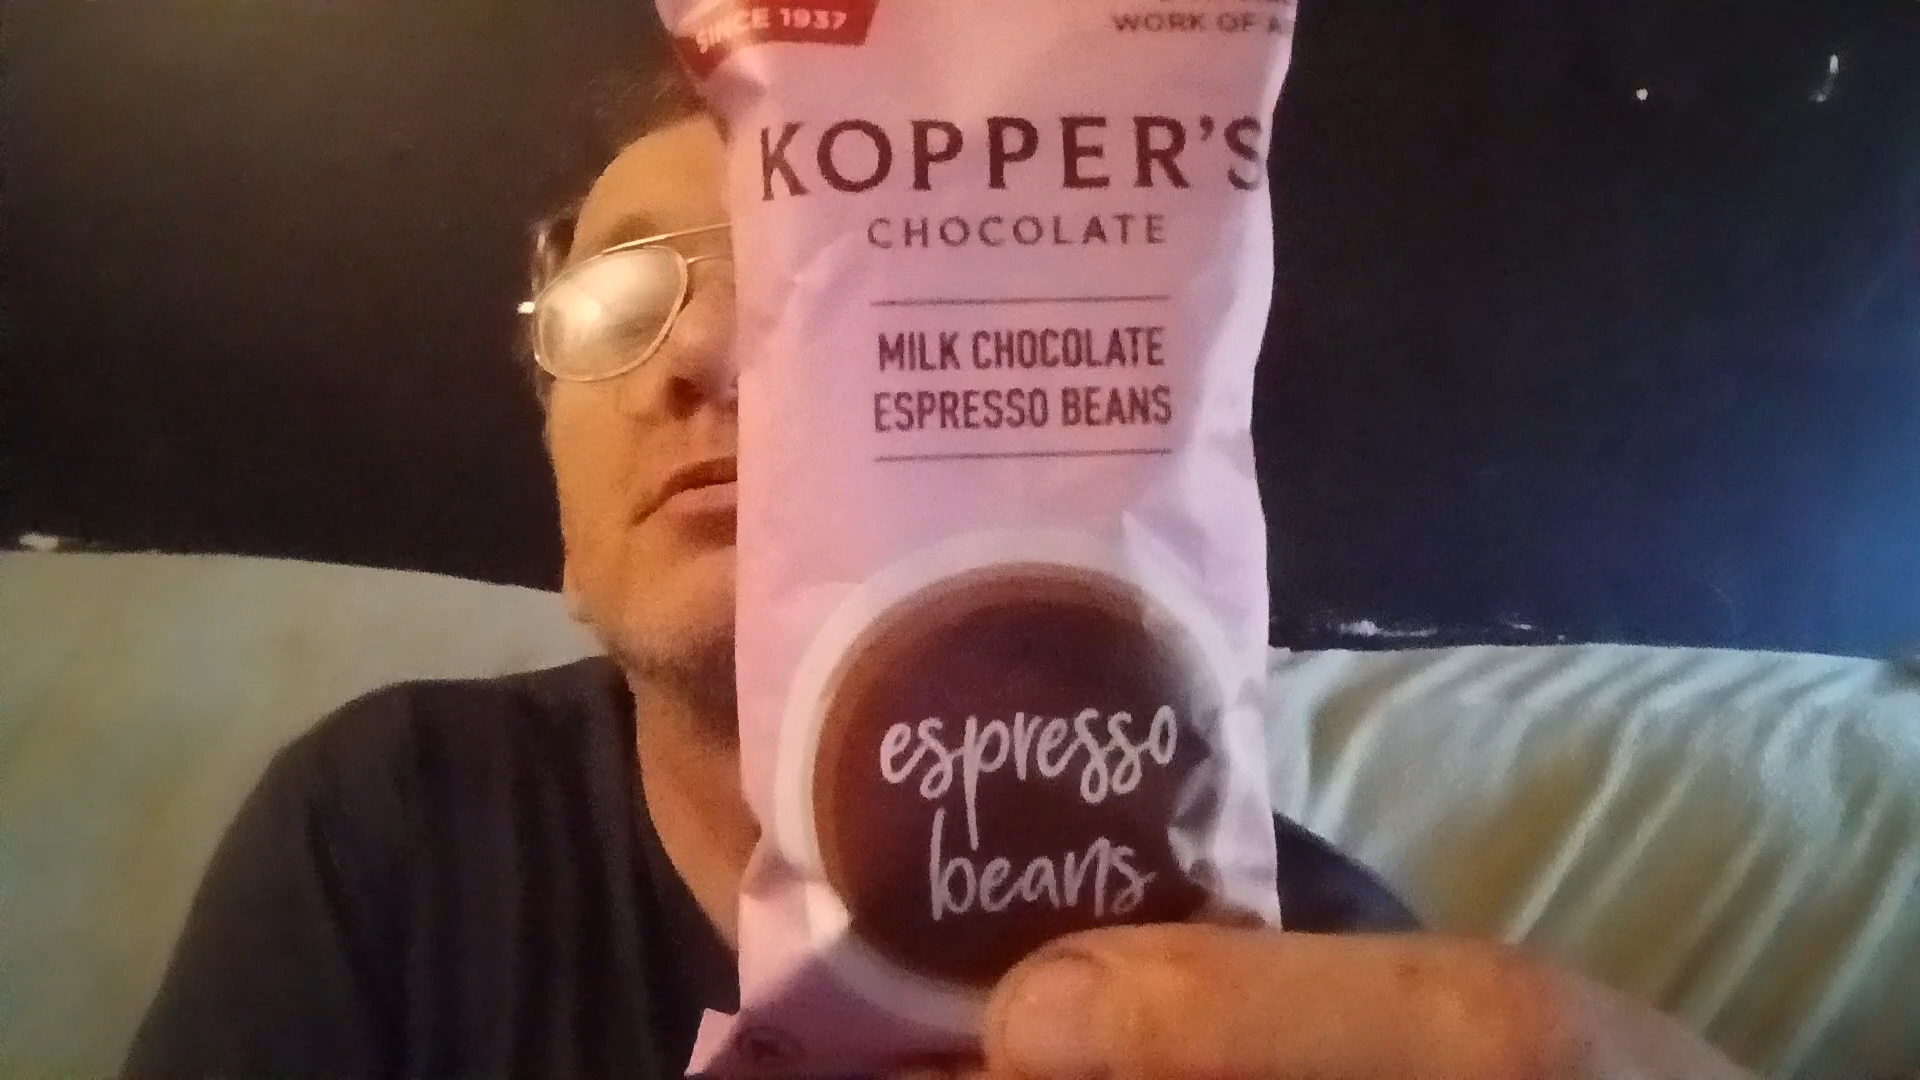 SINCE 1937
WORK OF A
KOPPER'S
CHOCOLATE
MILK CHOCOLATE
ESPRESSO BEANS
espresso
beans